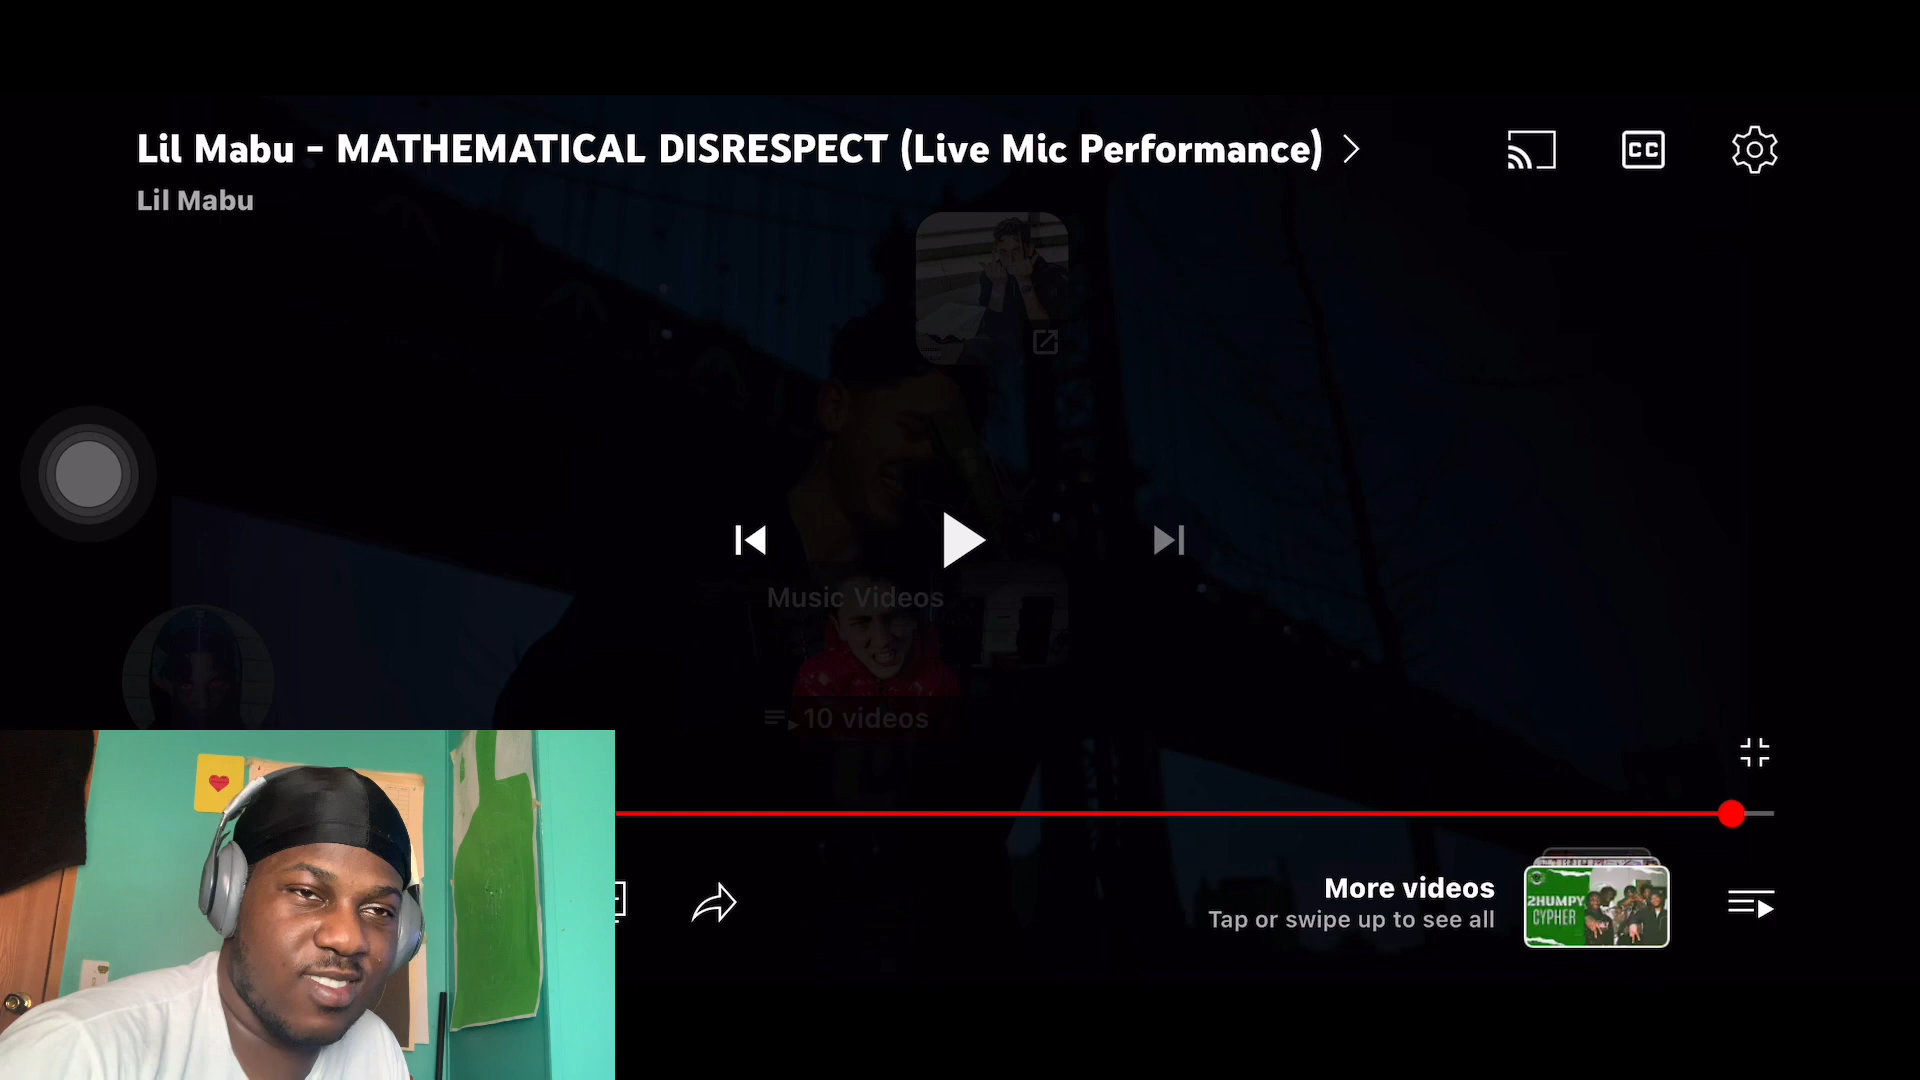 Lil Mabu - MATHEMATICAL DISRESPECT (Live Mic Performance)
Lil Mabu
CC
Music Videos
10 videos
More videos
Tap or swipe up to see all
2HUMPY
CYPHER